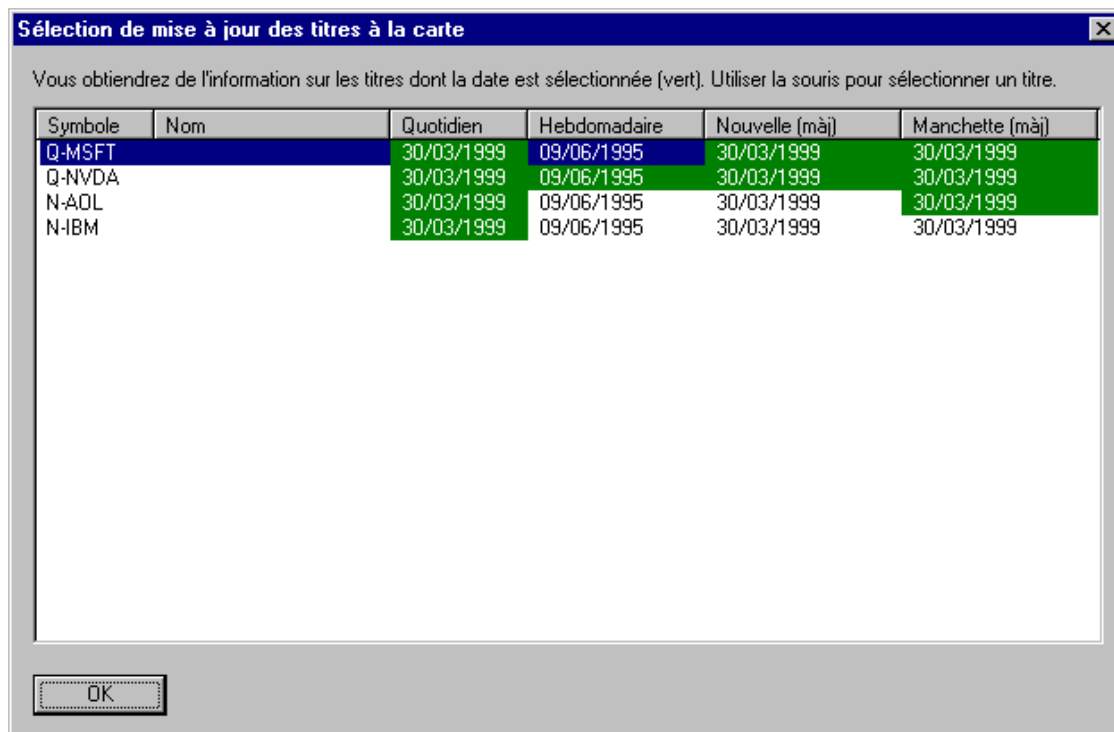 Sélection de mise à jour des titres à la carte
Vous obtiendrez de l'information sur les titres dont la date est sélectionnée (vert). Utiliser la souris pour sélectionner un titre.
Symbole Nom Quotidien Hebdomadaire Nouvelle (màj) Manchette (màj)
Q-MSFT 30/03/1999 09/06/1995 30/03/1999 30/03/1999
Q-NVDA 30/03/1999 09/06/1995 30/03/1999 30/03/1999
N-AOL 30/03/1999 09/06/1995 30/03/1999 30/03/1999
N-IBM 30/03/1999 09/06/1995 30/03/1999 30/03/1999
OK